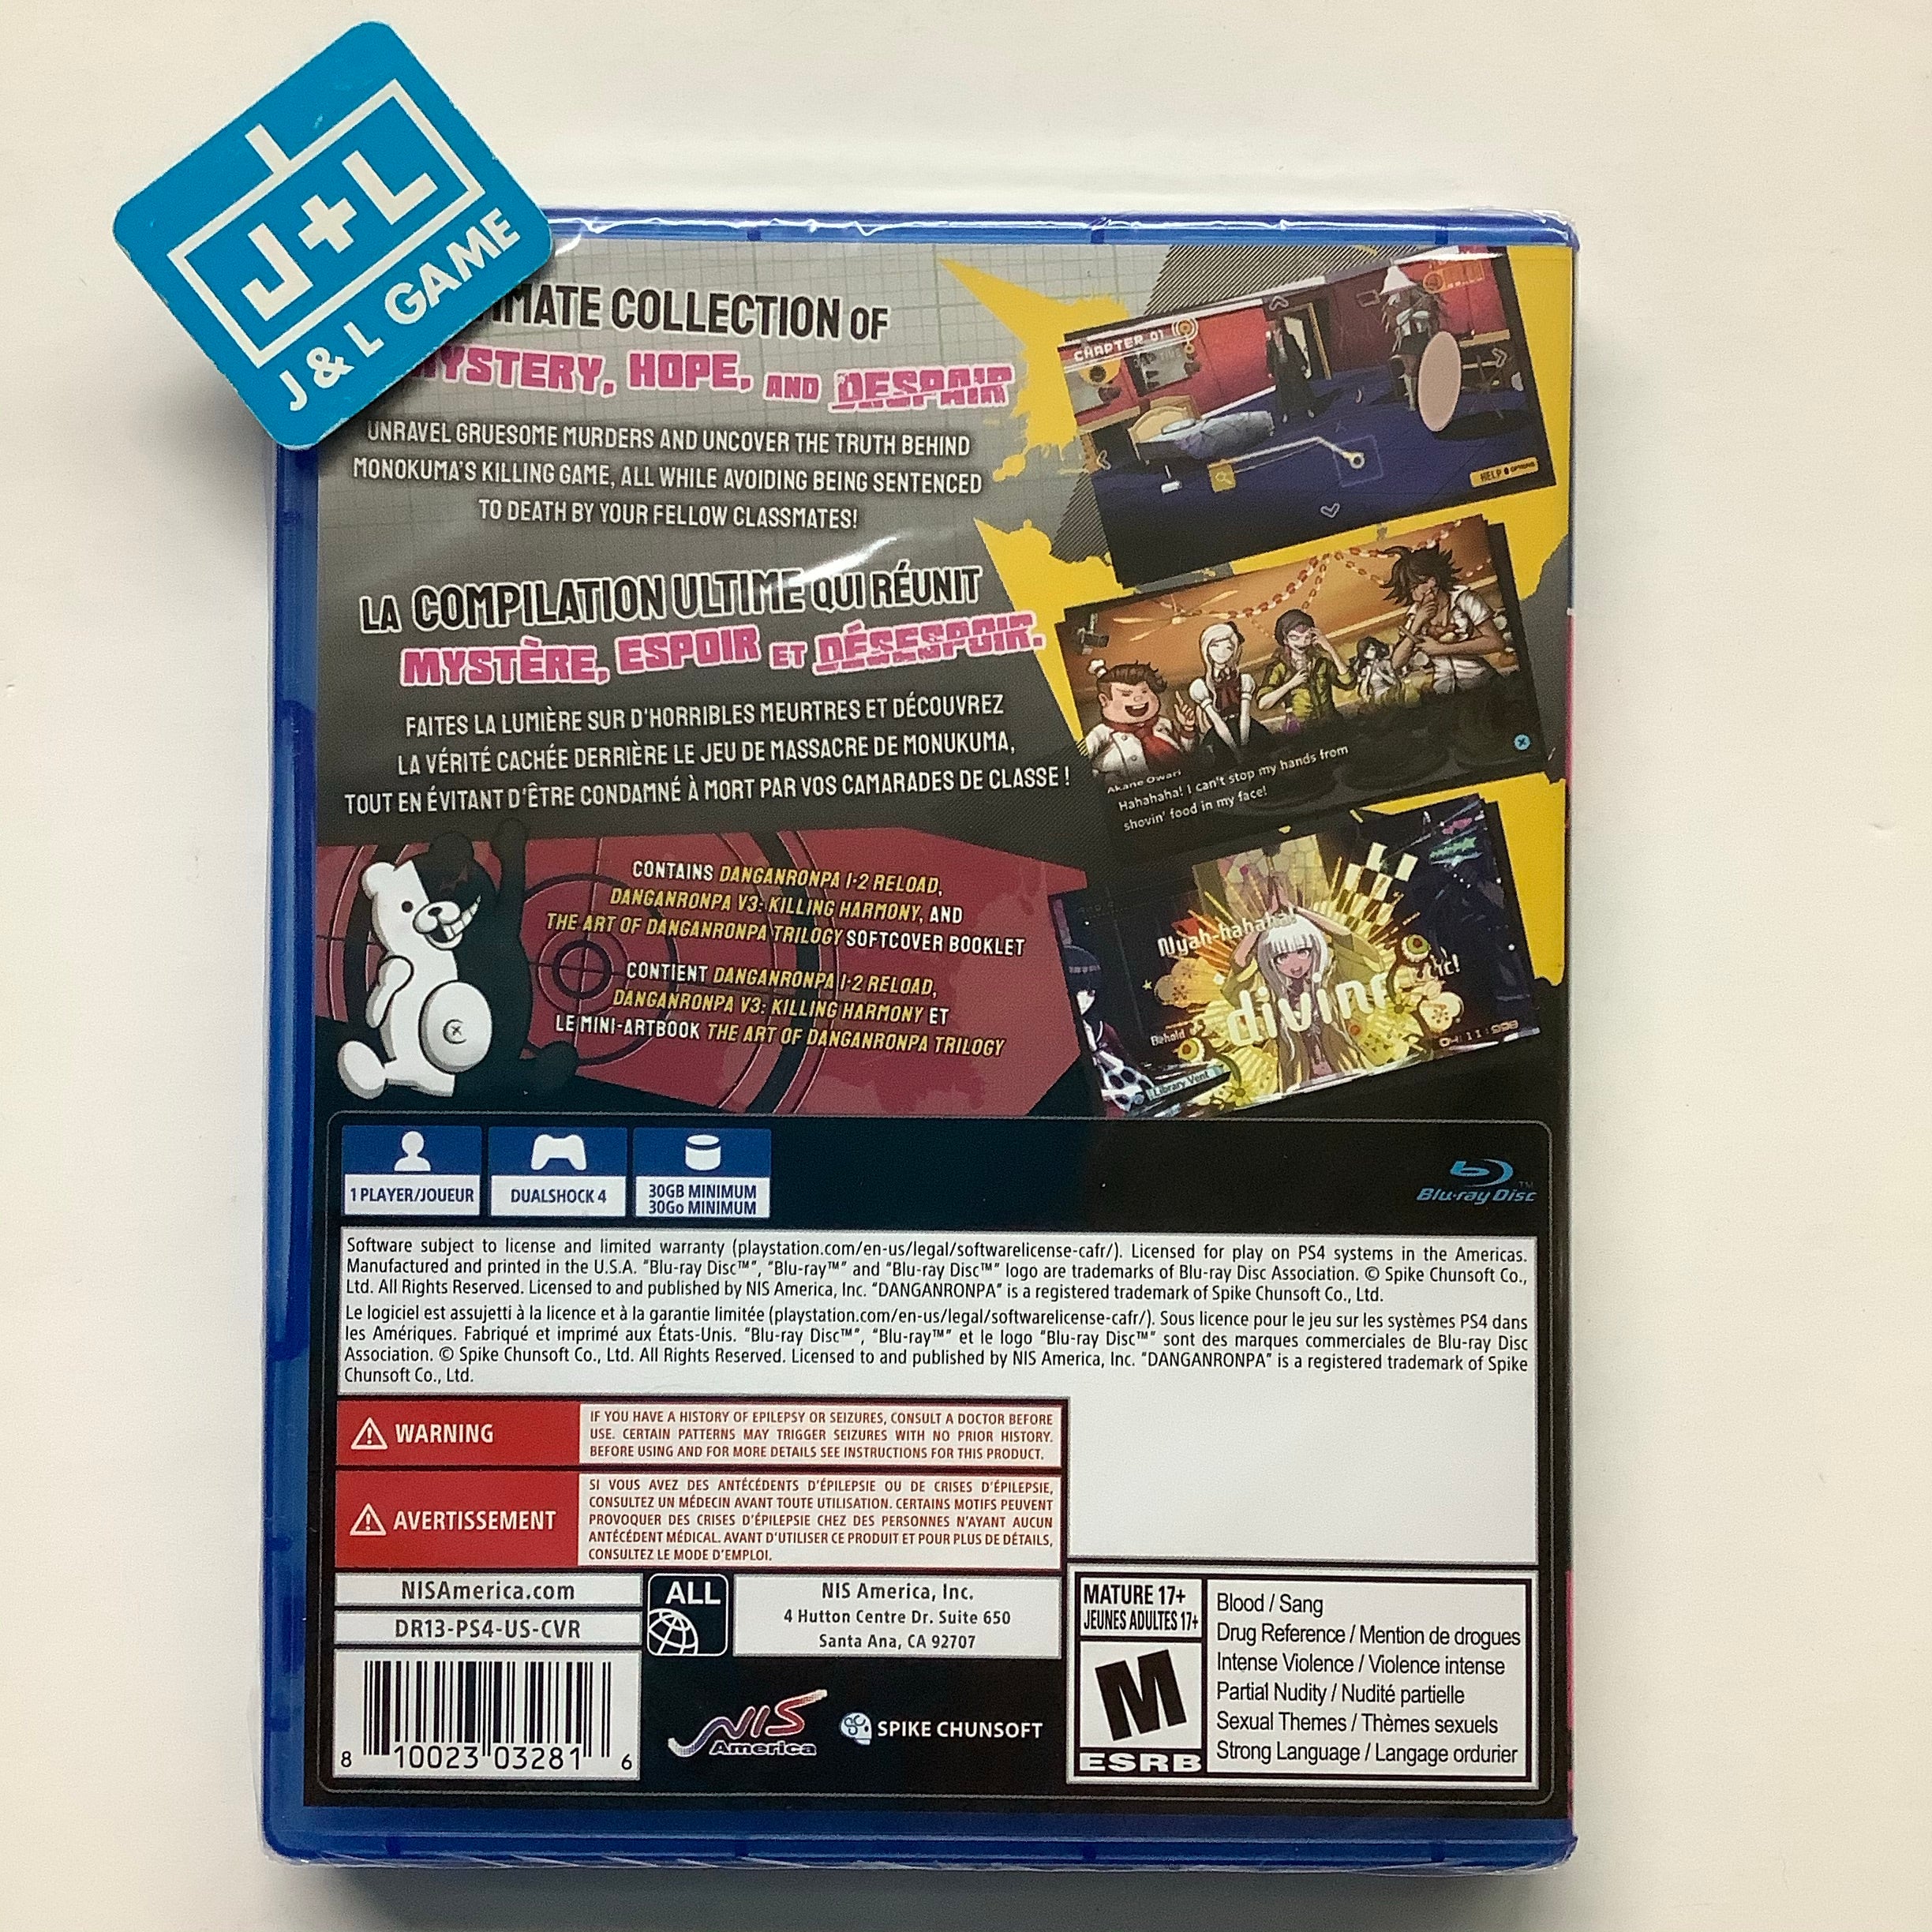 J+L
J & L GAME
COLLECTION OF
MYSTERY, HOPE, AND DESPAIR
UNRAVEL GRUESOME MURDERS AND UNCOVER THE TRUTH BEHIND
MONOKUMA'S KILLING GAME, ALL WHILE AVOIDING BEING SENTENCED
TO DEATH BY YOUR FELLOW CLASSMATES!
LA COMPILATION ULTIME QUI RÉUNIT
MYSTÈRE, ESPOIR ET DÉSESPOIR.
FAITES LA LUMIÈRE SUR D'HORRIBLES MEURTRES ET DÉCOUVREZ
LA VÉRITÉ CACHÉE DERRIÈRE LE JEU DE MASSACRE DE MONUKUMA,
TOUT EN ÉVITANT D'ÊTRE CONDAMNÉ À MORT PAR VOS CAMARADES DE CLASSE !
CHAPTER 01
HELP OPTIONS
Akane Owari
Hahahaha! I can't stop my hands from
shovin' food in my face!
Nyah-haha
divine
Behold
Library Vent
CONTAINS DANGANRONPA 1·2 RELOAD,
DANGANRONPA V3: KILLING HARMONY, AND
THE ART OF DANGANRONPA TRILOGY SOFTCOVER BOOKLET
CONTIENT DANGANRONPA 1·2 RELOAD,
DANGANRONPA V3: KILLING HARMONY ET
LE MINI-ARTBOOK THE ART OF DANGANRONPA TRILOGY
1 PLAYER/JOUEUR
DUALSHOCK 4
30GB MINIMUM
30Go MINIMUM
Blu-ray Disc™
Software subject to license and limited warranty (playstation.com/en-us/legal/softwarelicense-cafr/). Licensed for play on PS4 systems in the Americas.
Manufactured and printed in the U.S.A. "Blu-ray Disc™", "Blu-ray™" and "Blu-ray Disc™" logo are trademarks of Blu-ray Disc Association. © Spike Chunsoft Co.,
Ltd. All Rights Reserved. Licensed to and published by NIS America, Inc. "DANGANRONPA" is a registered trademark of Spike Chunsoft Co., Ltd.
Le logiciel est assujetti à la licence et à la garantie limitée (playstation.com/en-us/legal/softwarelicense-cafr/). Sous licence pour le jeu sur les systèmes PS4 dans
les Amériques. Fabriqué et imprimé aux États-Unis. "Blu-ray Disc™", "Blu-ray™" et le logo "Blu-ray Disc™" sont des marques commerciales de Blu-ray Disc
Association. © Spike Chunsoft Co., Ltd. All Rights Reserved. Licensed to and published by NIS America, Inc. "DANGANRONPA" is a registered trademark of Spike
Chunsoft Co., Ltd.
WARNING
IF YOU HAVE A HISTORY OF EPILEPSY OR SEIZURES, CONSULT A DOCTOR BEFORE
USE. CERTAIN PATTERNS MAY TRIGGER SEIZURES WITH NO PRIOR HISTORY.
BEFORE USING AND FOR MORE DETAILS SEE INSTRUCTIONS FOR THIS PRODUCT.
AVERTISSEMENT
SI VOUS AVEZ DES ANTÉCÉDENTS D'ÉPILEPSIE OU DE CRISES D'ÉPILEPSIE,
CONSULTEZ UN MÉDECIN AVANT TOUTE UTILISATION. CERTAINS MOTIFS PEUVENT
PROVOQUER DES CRISES D'ÉPILEPSIE CHEZ DES PERSONNES N'AYANT AUCUN
ANTÉCÉDENT MÉDICAL. AVANT D'UTILISER CE PRODUIT ET POUR PLUS DE DÉTAILS,
CONSULTEZ LE MODE D'EMPLOI.
NISAmerica.com
DR13-PS4-US-CVR
8 10023 03281 6
ALL
NIS America, Inc.
4 Hutton Centre Dr. Suite 650
Santa Ana, CA 92707
NIS
America
SPIKE CHUNSOFT
MATURE 17+
JEUNES ADULTES 17+
M
ESRB
Blood / Sang
Drug Reference / Mention de drogues
Intense Violence / Violence intense
Partial Nudity / Nudité partielle
Sexual Themes / Thèmes sexuels
Strong Language / Langage ordurier